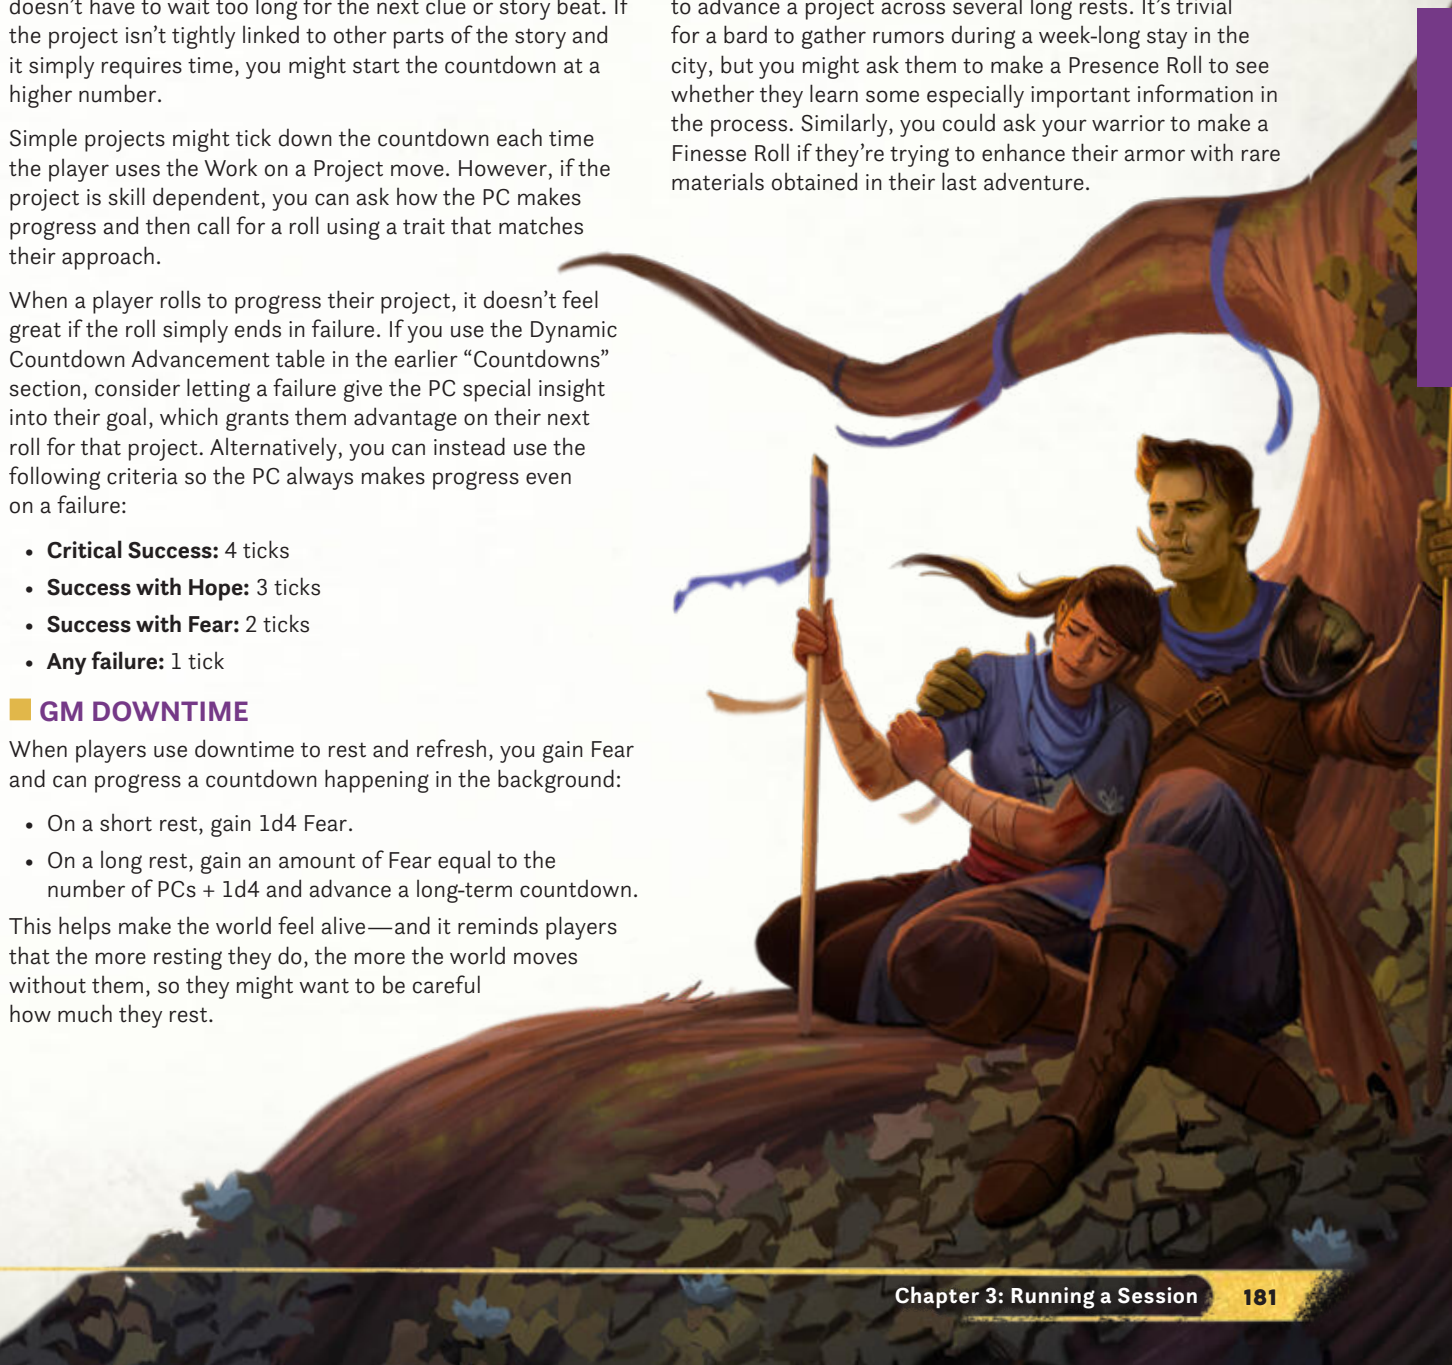 doesn't have to wait too long for the next clue or story beat. If
the project isn't tightly linked to other parts of the story and
it simply requires time, you might start the countdown at a
higher number.
Simple projects might tick down the countdown each time
the player uses the Work on a Project move. However, if the
project is skill dependent, you can ask how the PC makes
progress and then call for a roll using a trait that matches
their approach.
When a player rolls to progress their project, it doesn't feel
great if the roll simply ends in failure. If you use the Dynamic
Countdown Advancement table in the earlier “Countdowns”
section, consider letting a failure give the PC special insight
into their goal, which grants them advantage on their next
roll for that project. Alternatively, you can instead use the
following criteria so the PC always makes progress even
on a failure:
• Critical Success: 4 ticks
• Success with Hope: 3 ticks
• Success with Fear: 2 ticks
• Any failure: 1 tick
GM DOWNTIME
When players use downtime to rest and refresh, you gain Fear
and can progress a countdown happening in the background:
• On a short rest, gain 1d4 Fear.
• On a long rest, gain an amount of Fear equal to the
number of PCs + 1d4 and advance a long-term countdown.
This helps make the world feel alive—and it reminds players
that the more resting they do, the more the world moves
without them, so they might want to be careful
how much they rest.
to advance a project across several long rests. It's trivial
for a bard to gather rumors during a week-long stay in the
city, but you might ask them to make a Presence Roll to see
whether they learn some especially important information in
the process. Similarly, you could ask your warrior to make a
Finesse Roll if they're trying to enhance their armor with rare
materials obtained in their last adventure.
Chapter 3: Running a Session 181